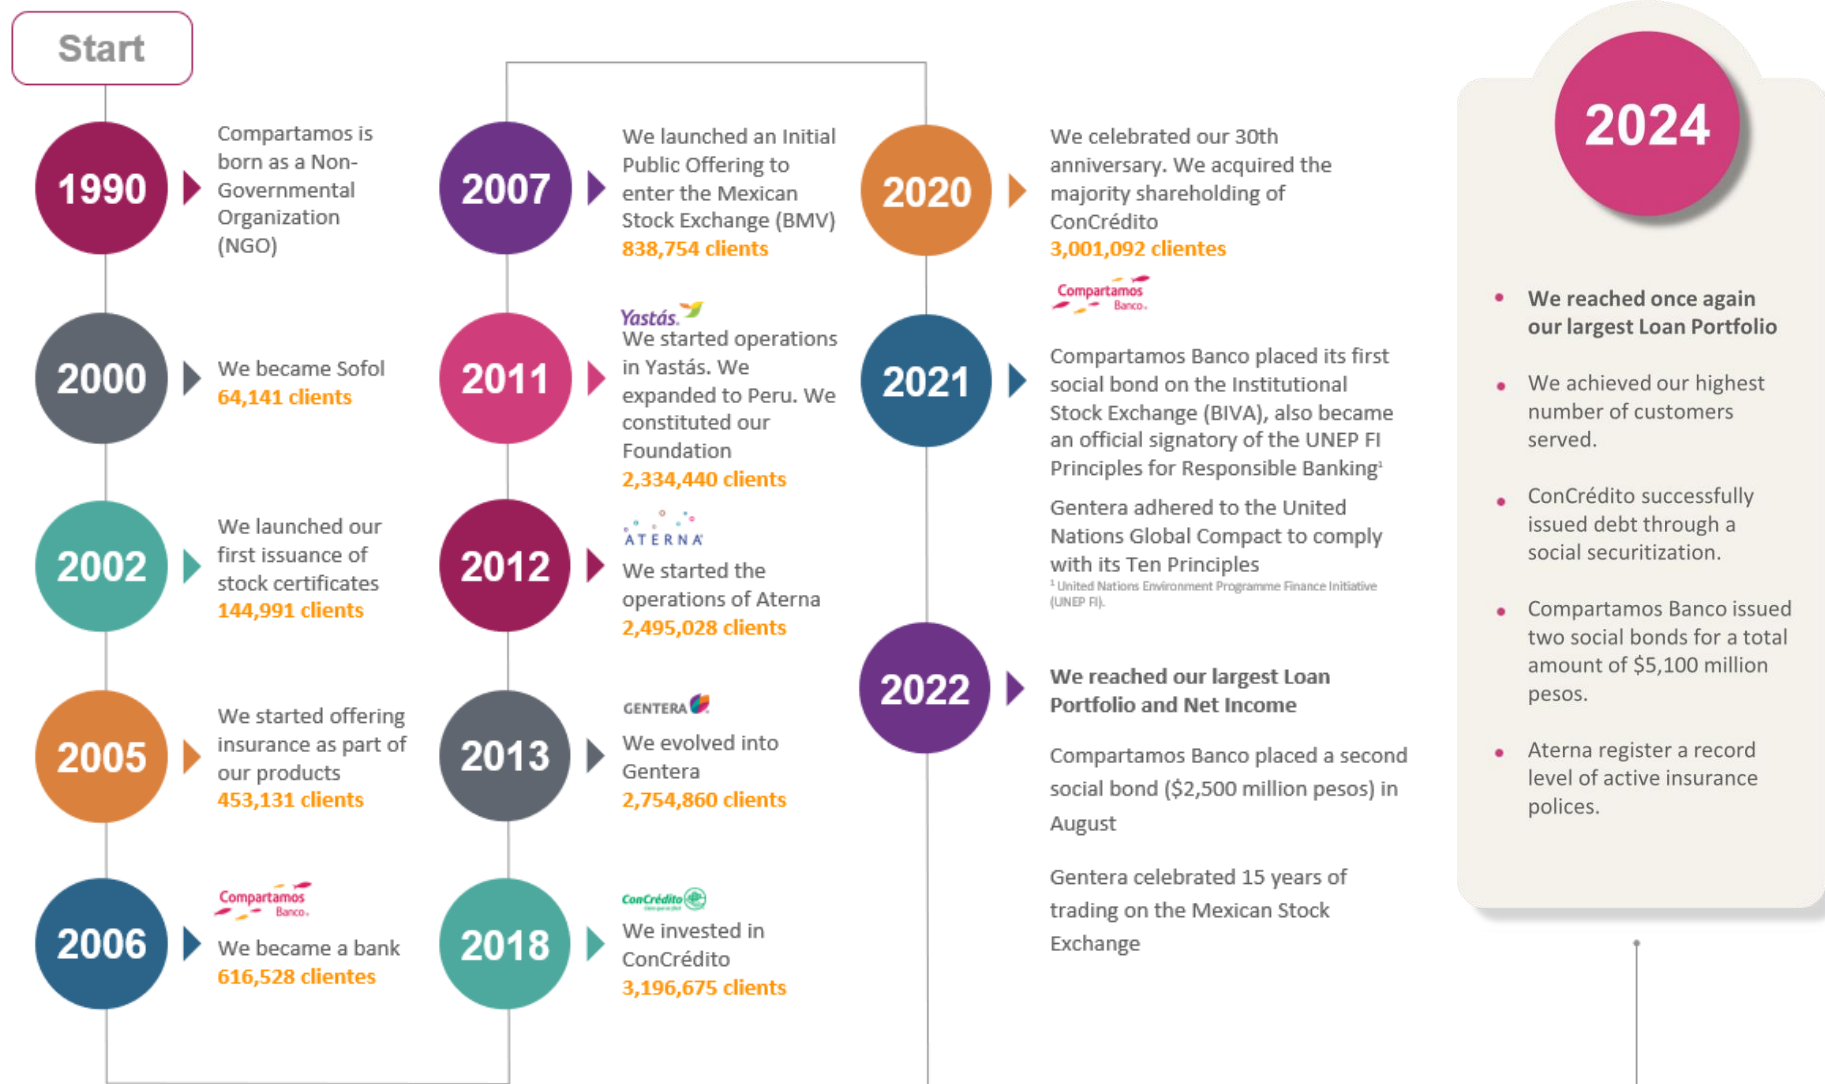 Start
1990
Compartamos is
born as a Non-
Governmental
Organization
(NGO)
2000
We became Sofol
64,141 clients
2002
We launched our
first issuance of
stock certificates
144,991 clients
2005
We started offering
insurance as part of
our products
453,131 clients
2006
Compartamos
Banco
We became a bank
616,528 clientes
2007
We launched an Initial
Public Offering to
enter the Mexican
Stock Exchange (BMV)
838,754 clients
2011
Yastás.
We started operations
in Yastás. We
expanded to Peru. We
constituted our
Foundation
2,334,440 clients
2012
ATERNA
We started the
operations of Aterna
2,495,028 clients
2013
GENTERA
We evolved into
Gentera
2,754,860 clients
2018
ConCrédito
We invested in
ConCrédito
3,196,675 clients
2020
We celebrated our 30th
anniversary. We acquired the
majority shareholding of
ConCrédito
3,001,092 clientes
2021
Compartamos
Banco
Compartamos Banco placed its first
social bond on the Institutional
Stock Exchange (BIVA), also became
an official signatory of the UNEP FI
Principles for Responsible Banking¹
Gentera adhered to the United
Nations Global Compact to comply
with its Ten Principles
¹ United Nations Environment Programme Finance Initiative
(UNEP FI).
2022
We reached our largest Loan
Portfolio and Net Income
Compartamos Banco placed a second
social bond ($2,500 million pesos) in
August
Gentera celebrated 15 years of
trading on the Mexican Stock
Exchange
2024
• We reached once again
our largest Loan Portfolio
• We achieved our highest
number of customers
served.
• ConCrédito successfully
issued debt through a
social securitization.
• Compartamos Banco issued
two social bonds for a total
amount of $5,100 million
pesos.
• Aterna register a record
level of active insurance
polices.